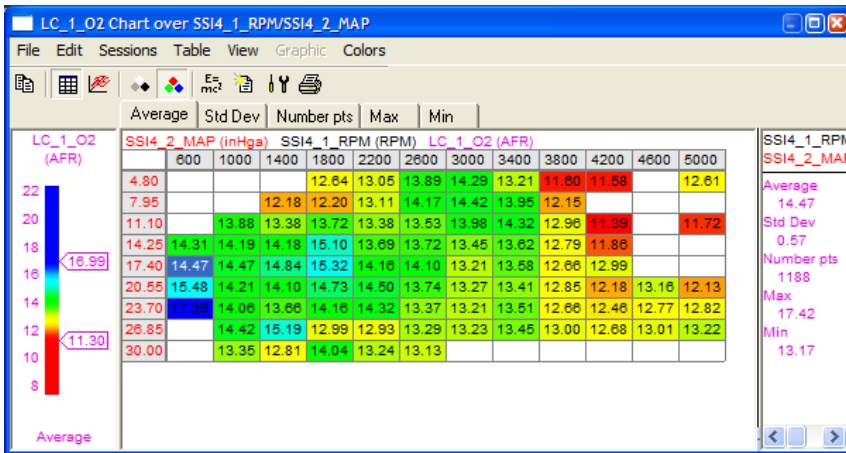 LC_1_O2 Chart over SSI4_1_RPM/SSI4_2_MAP
File Edit Sessions Table View Graphic Colors
E= mc²
Average Std Dev Number pts Max Min
LC_1_O2 (AFR)
22
20
18
16.99
16
14
12
11.30
10
8
Average
SSI4_2_MAP (inHga) SSI4_1_RPM (RPM) LC_1_O2 (AFR)
600 1000 1400 1800 2200 2600 3000 3400 3800 4200 4600 5000
4.80 12.64 13.05 13.89 14.29 13.21 11.60 11.58 12.61
7.95 12.18 12.20 13.11 14.17 14.42 13.95 12.15
11.10 13.88 13.38 13.72 13.38 13.53 13.98 14.32 12.96 11.39 11.72
14.25 14.31 14.19 14.18 15.10 13.69 13.72 13.45 13.62 12.79 11.86
17.40 14.47 14.47 14.84 15.32 14.16 14.10 13.21 13.58 12.66 12.99
20.55 15.48 14.21 14.10 14.73 14.50 13.74 13.27 13.41 12.85 12.18 13.16 12.13
23.70 17.39 14.06 13.66 14.16 14.32 13.37 13.21 13.51 12.66 12.46 12.77 12.82
26.85 14.42 15.19 12.99 12.93 13.29 13.23 13.45 13.00 12.68 13.01 13.22
30.00 13.35 12.81 14.04 13.24 13.13
SSI4_1_RPM
SSI4_2_MA
Average
14.47
Std Dev
0.57
Number pts
1188
Max
17.42
Min
13.17